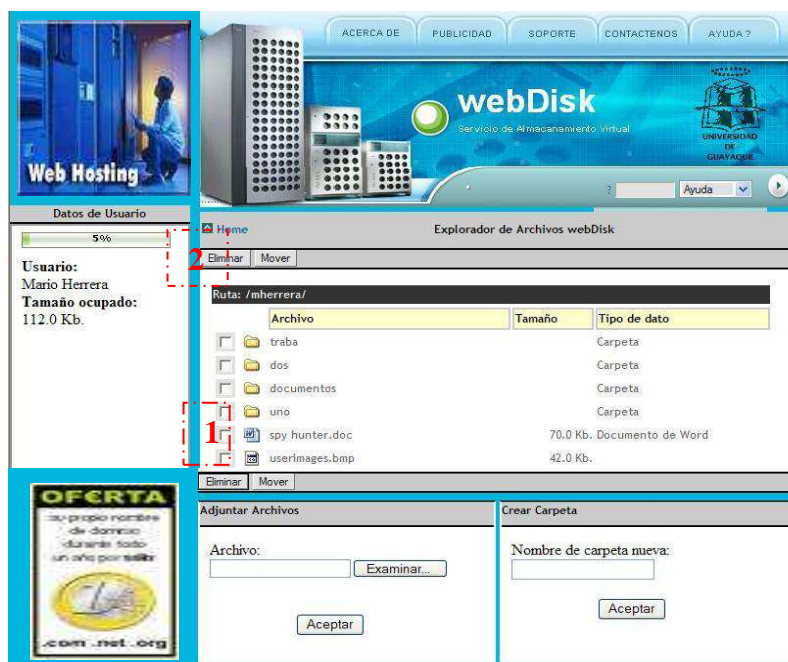 ACERCA DE PUBLICIDAD SOPORTE CONTACTENOS AYUDA ?
webDisk
Servicio de Almacanamiento Virtual
UNIVERSIDAD
DE
GUAYAQUIL
Web Hosting
? Ayuda
Datos de Usuario
5%
Usuario:
Mario Herrera
Tamaño ocupado:
112.0 Kb.
Home Explorador de Archivos webDisk
2
Eliminar Mover
Ruta: /mherrera/
Archivo Tamaño Tipo de dato
traba Carpeta
dos Carpeta
documentos Carpeta
uno Carpeta
1
spy hunter.doc 70.0 Kb. Documento de Word
userimages.bmp 42.0 Kb.
Eliminar Mover
OFERTA
su propio nombre
de dominio
durante todo
un año por
.com .net .org
Adjuntar Archivos
Archivo:
Examinar...
Aceptar
Crear Carpeta
Nombre de carpeta nueva:
Aceptar